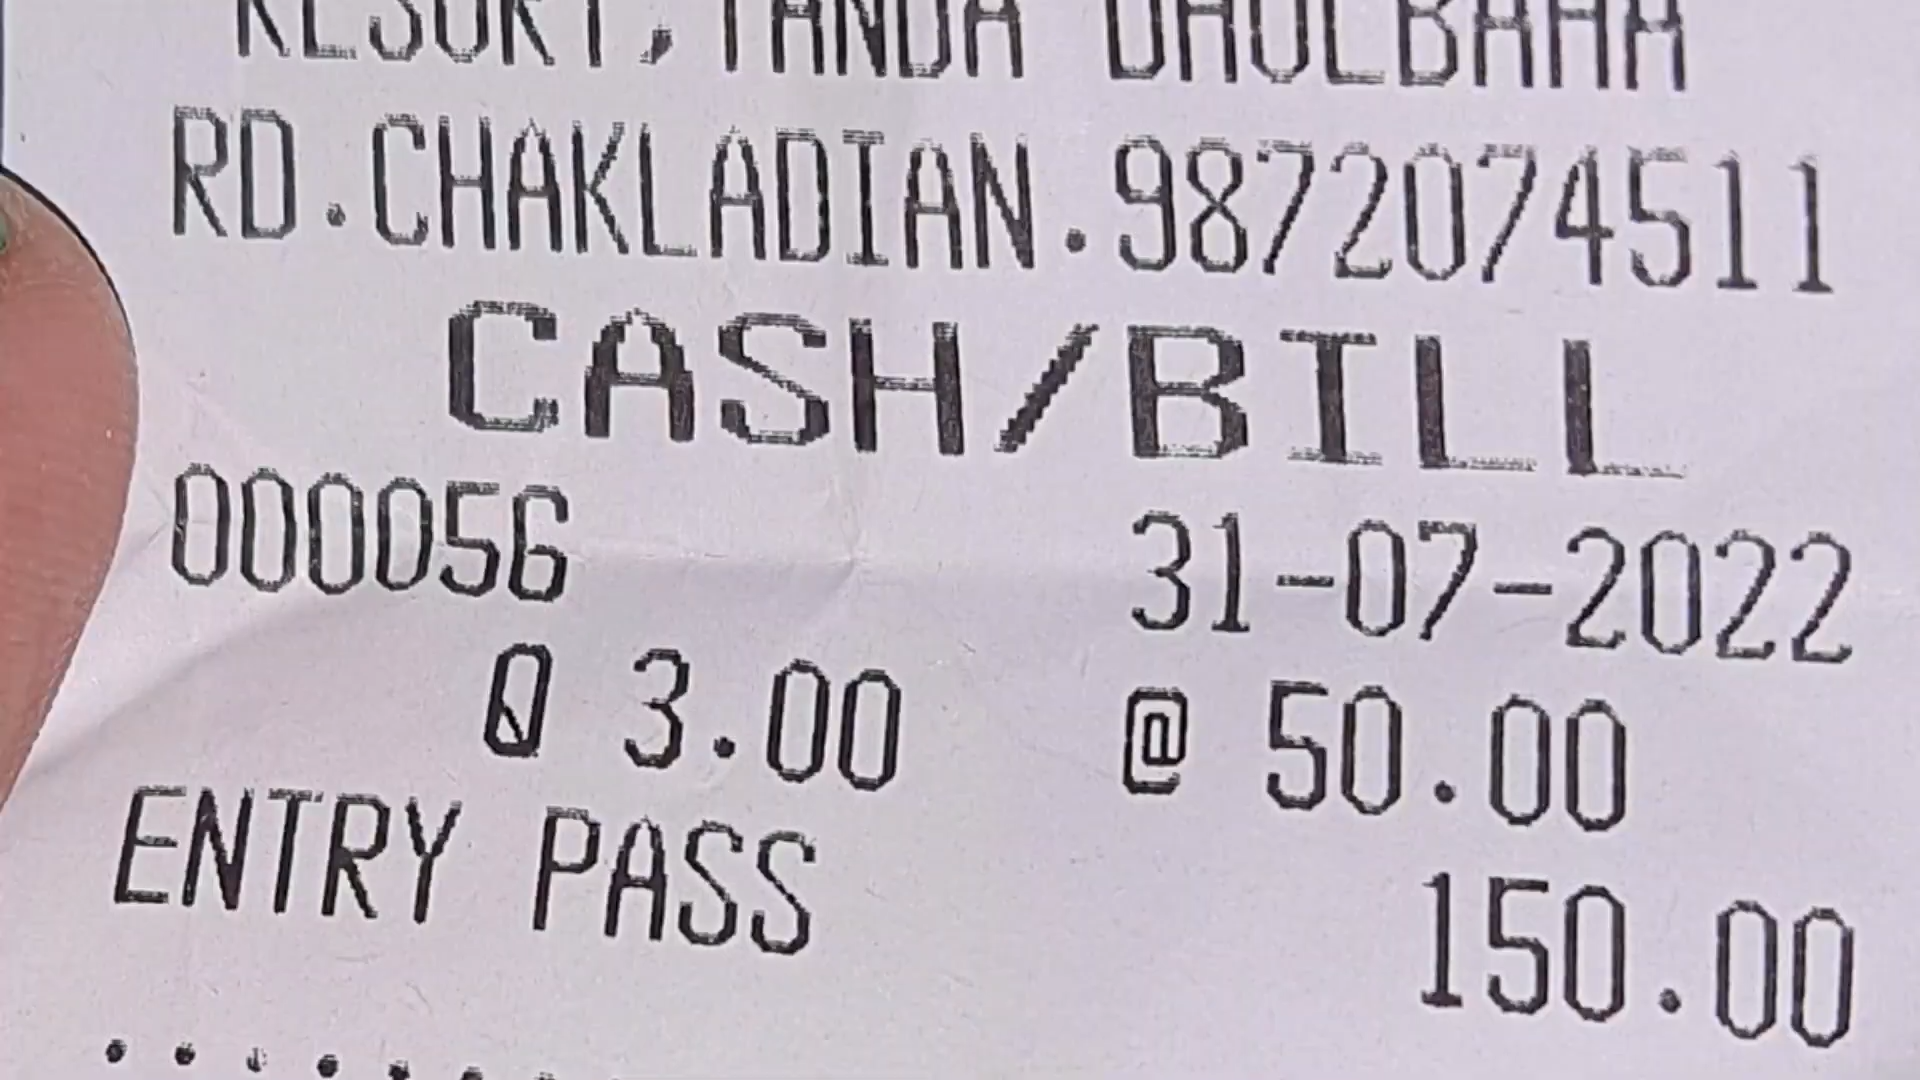 RESORT, TANDA DHOLBAHA
RD.CHAKLADIAN.9872074511
CASH/BILL
000056 31-07-2022
Q 3.00 @ 50.00
ENTRY PASS
150.00
.......